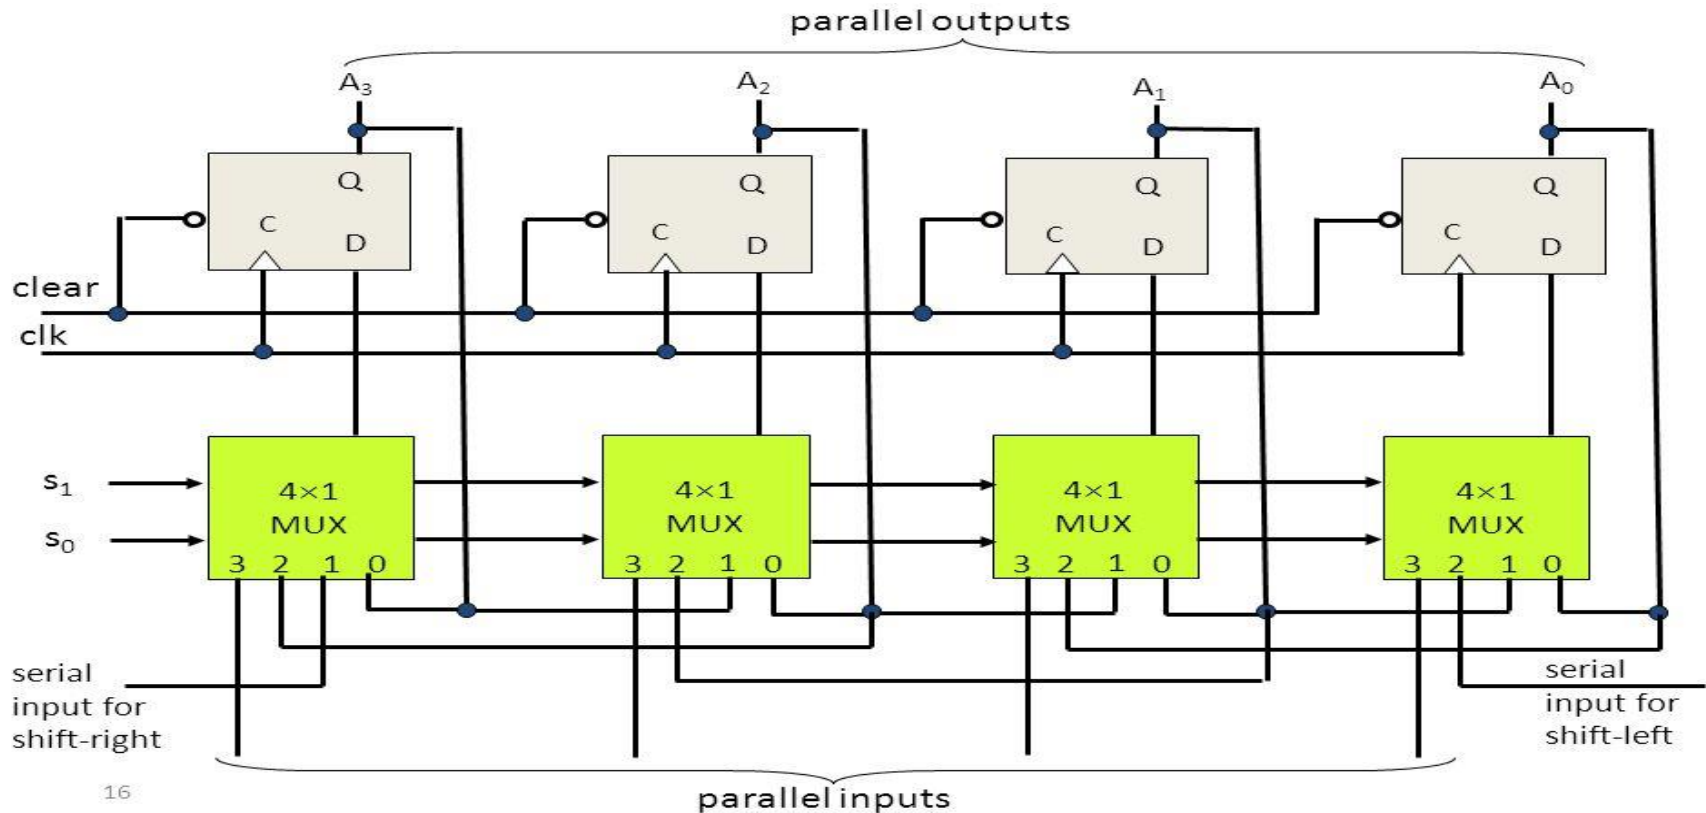 parallel outputs
A3 A2 A1 A0
Q Q Q Q
C D C D C D C D
clear
clk
s1 4×1 4×1 4×1 4×1
s0 MUX MUX MUX MUX
3 2 1 0 3 2 1 0 3 2 1 0 3 2 1 0
serial
input for
shift-right
serial
input for
shift-left
16
parallel inputs